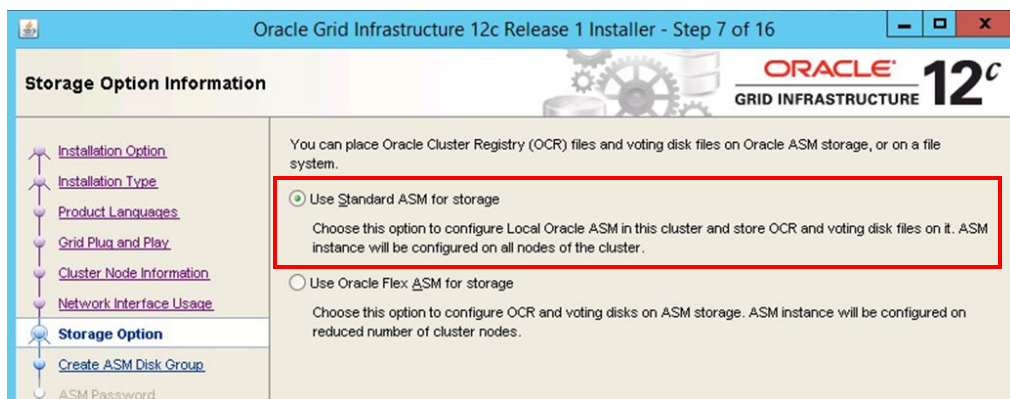 Oracle Grid Infrastructure 12c Release 1 Installer - Step 7 of 16
Storage Option Information
ORACLE
GRID INFRASTRUCTURE 12c
Installation Option
Installation Type
Product Languages
Grid Plug and Play
Cluster Node Information
Network Interface Usage
Storage Option
Create ASM Disk Group
ASM Password
You can place Oracle Cluster Registry (OCR) files and voting disk files on Oracle ASM storage, or on a file
system.
Use Standard ASM for storage
Choose this option to configure Local Oracle ASM in this cluster and store OCR and voting disk files on it. ASM
instance will be configured on all nodes of the cluster.
Use Oracle Flex ASM for storage
Choose this option to configure OCR and voting disks on ASM storage. ASM instance will be configured on
reduced number of cluster nodes.